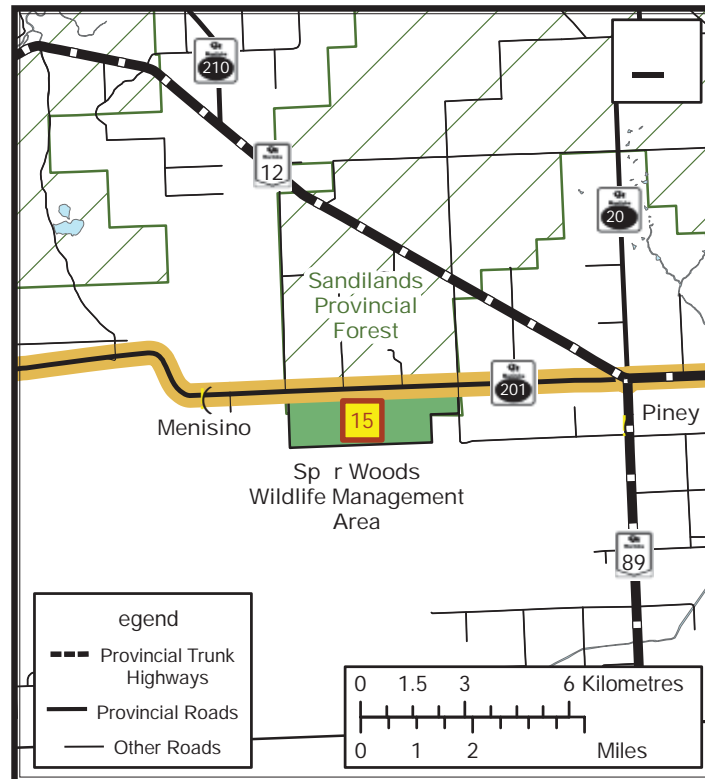 210
12
20
Sandilands
Provincial
Forest
201
Menisino
15
Piney
Sp r Woods
Wildlife Management
Area
89
egend
Provincial Trunk
Highways
Provincial Roads
Other Roads
0 1.5 3 6 Kilometres
0 1 2 Miles